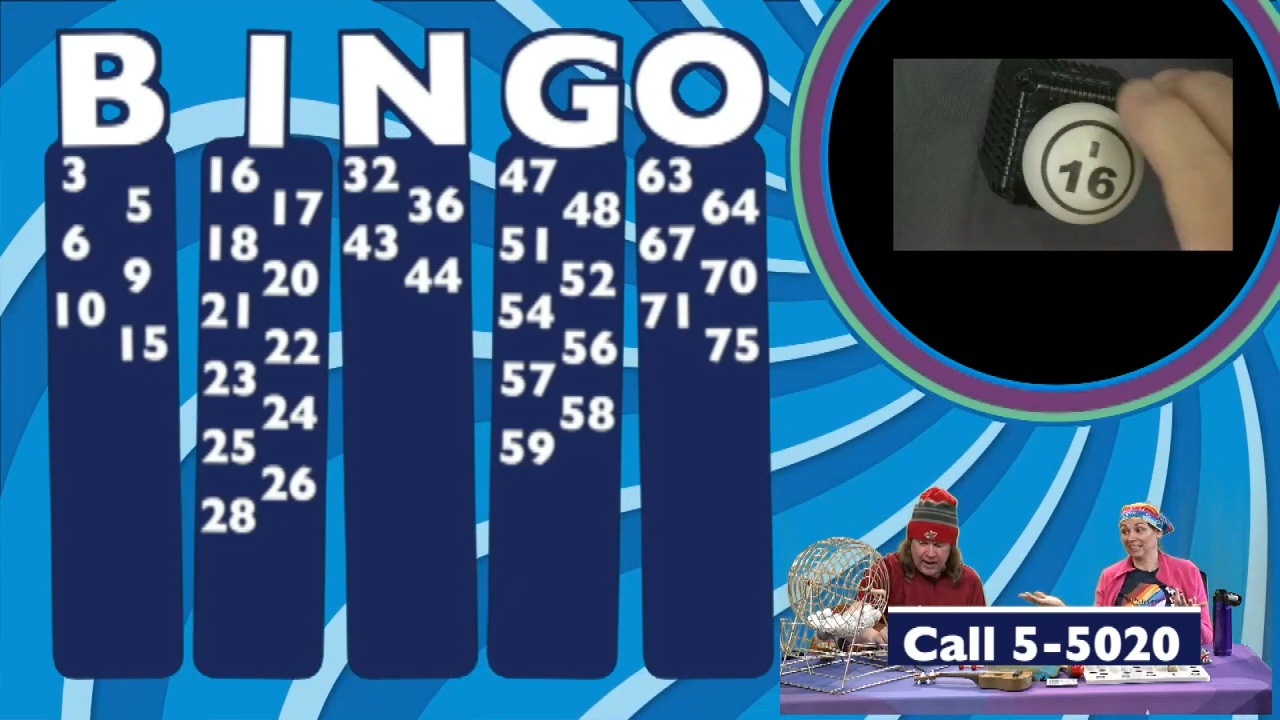 B I N G O
3 16 32 47 63
5 17 36 48 64
6 18 43 51 67
9 20 44 52 70
10 21 54 71
15 22 56 75
23 57
24 58
25 59
26
28
I
16
Call 5-5020